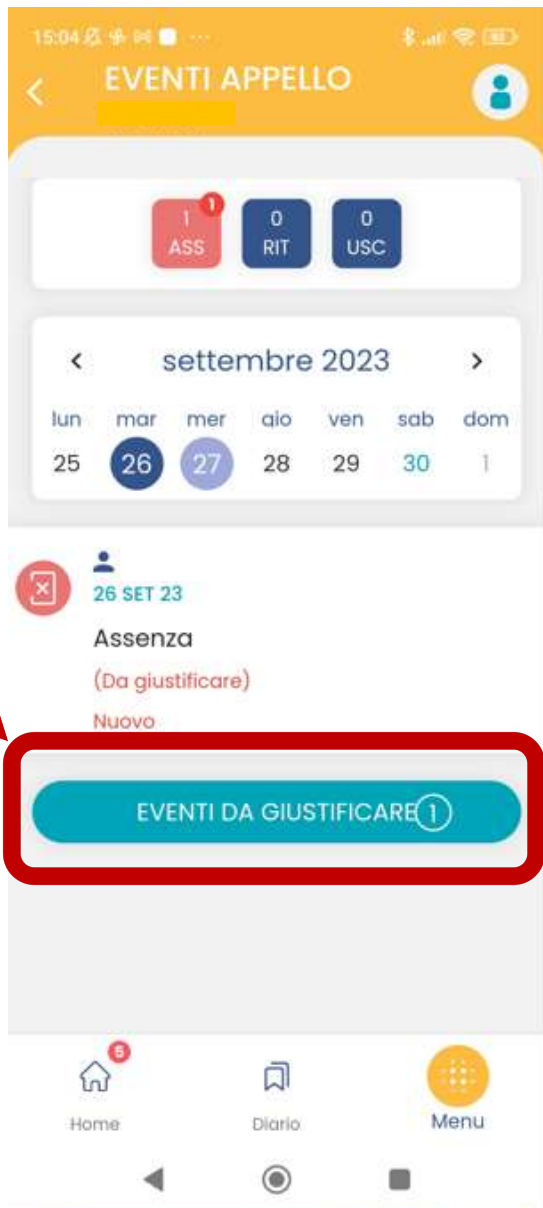 15:04
EVENTI APPELLO
1 1 0 0
ASS RIT USC
< settembre 2023 >
lun mar mer gio ven sab dom
25 26 27 28 29 30 1
26 SET 23
Assenza
(Da giustificare)
Nuovo
EVENTI DA GIUSTIFICARE 1
5
Home Diario Menu